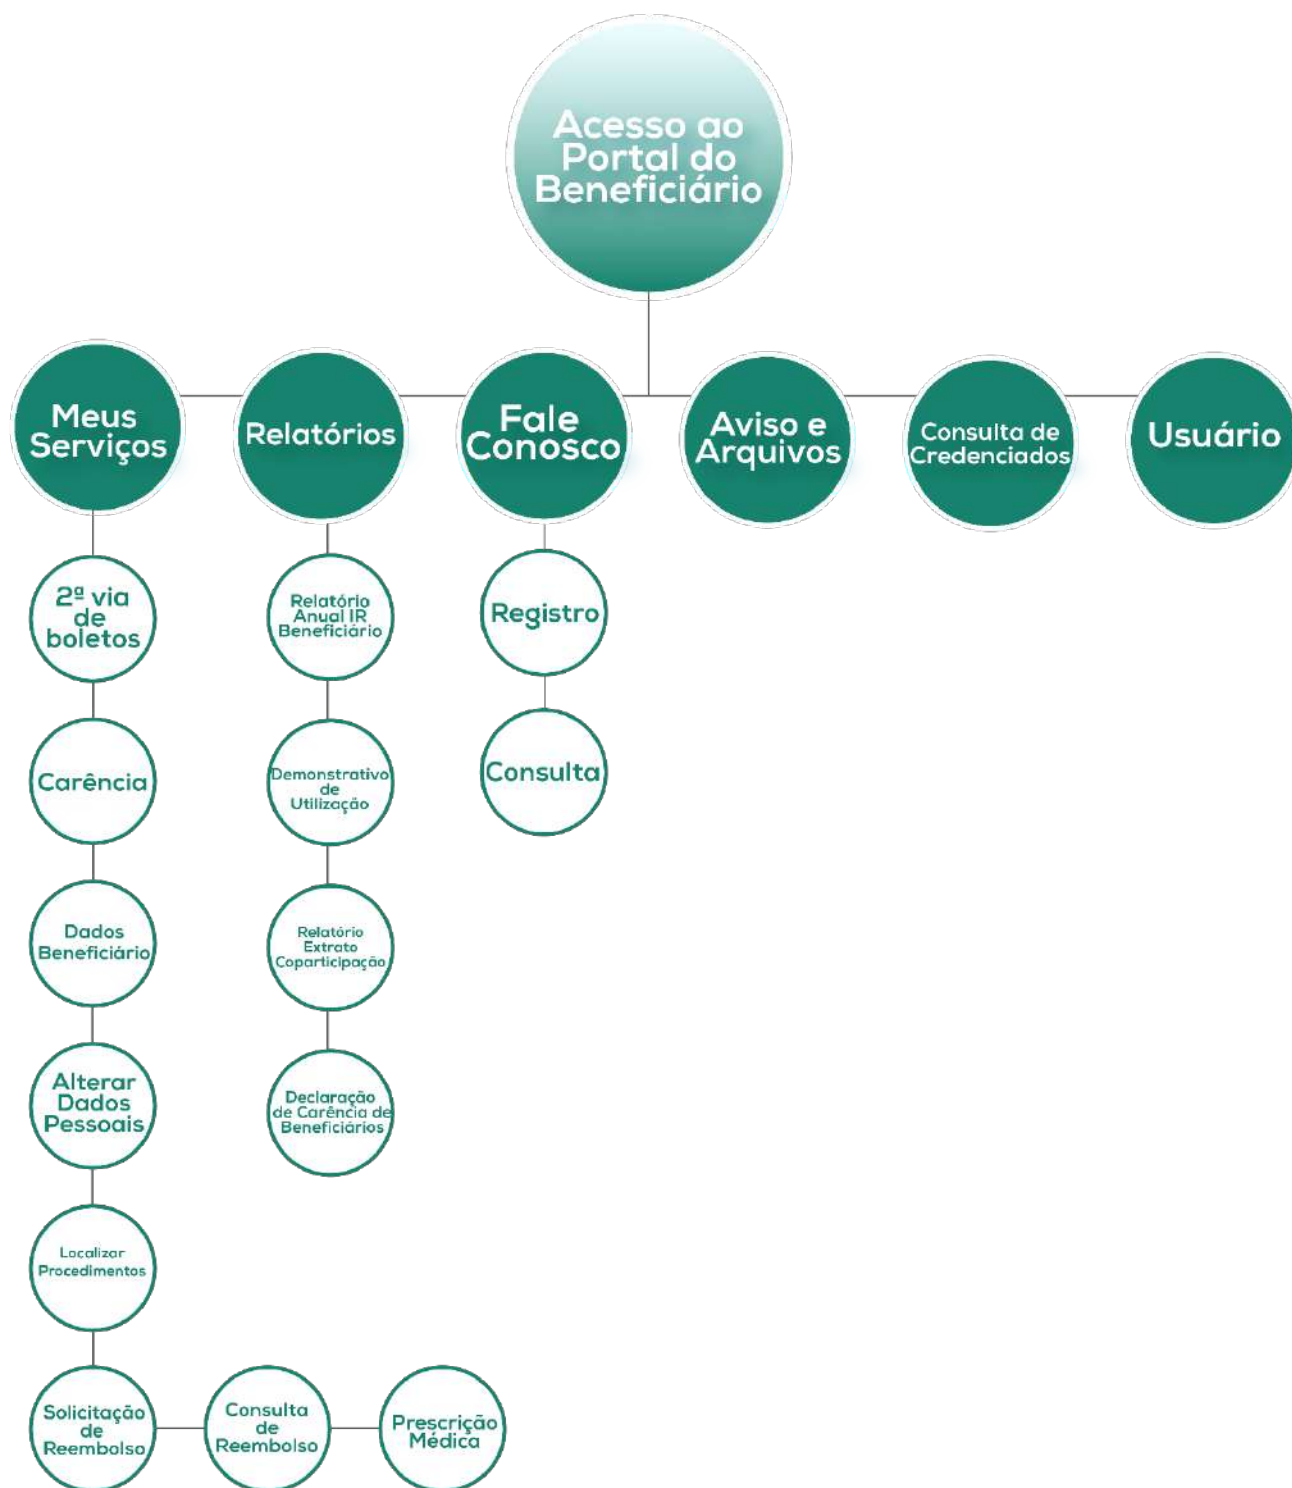 Acesso ao
Portal do
Beneficiário
Meus
Serviços
Relatórios
Fale
Conosco
Aviso e
Arquivos
Consulta de
Credenciados
Usuário
2ª via
de
boletos
Carência
Dados
Beneficiário
Alterar
Dados
Pessoais
Localizar
Procedimentos
Solicitação
de
Reembolso
Consulta
de
Reembolso
Prescrição
Médica
Relatório
Anual IR
Beneficiário
Demonstrativo
de
Utilização
Relatório
Extrato
Coparticipação
Declaração
de Carência de
Beneficiários
Registro
Consulta